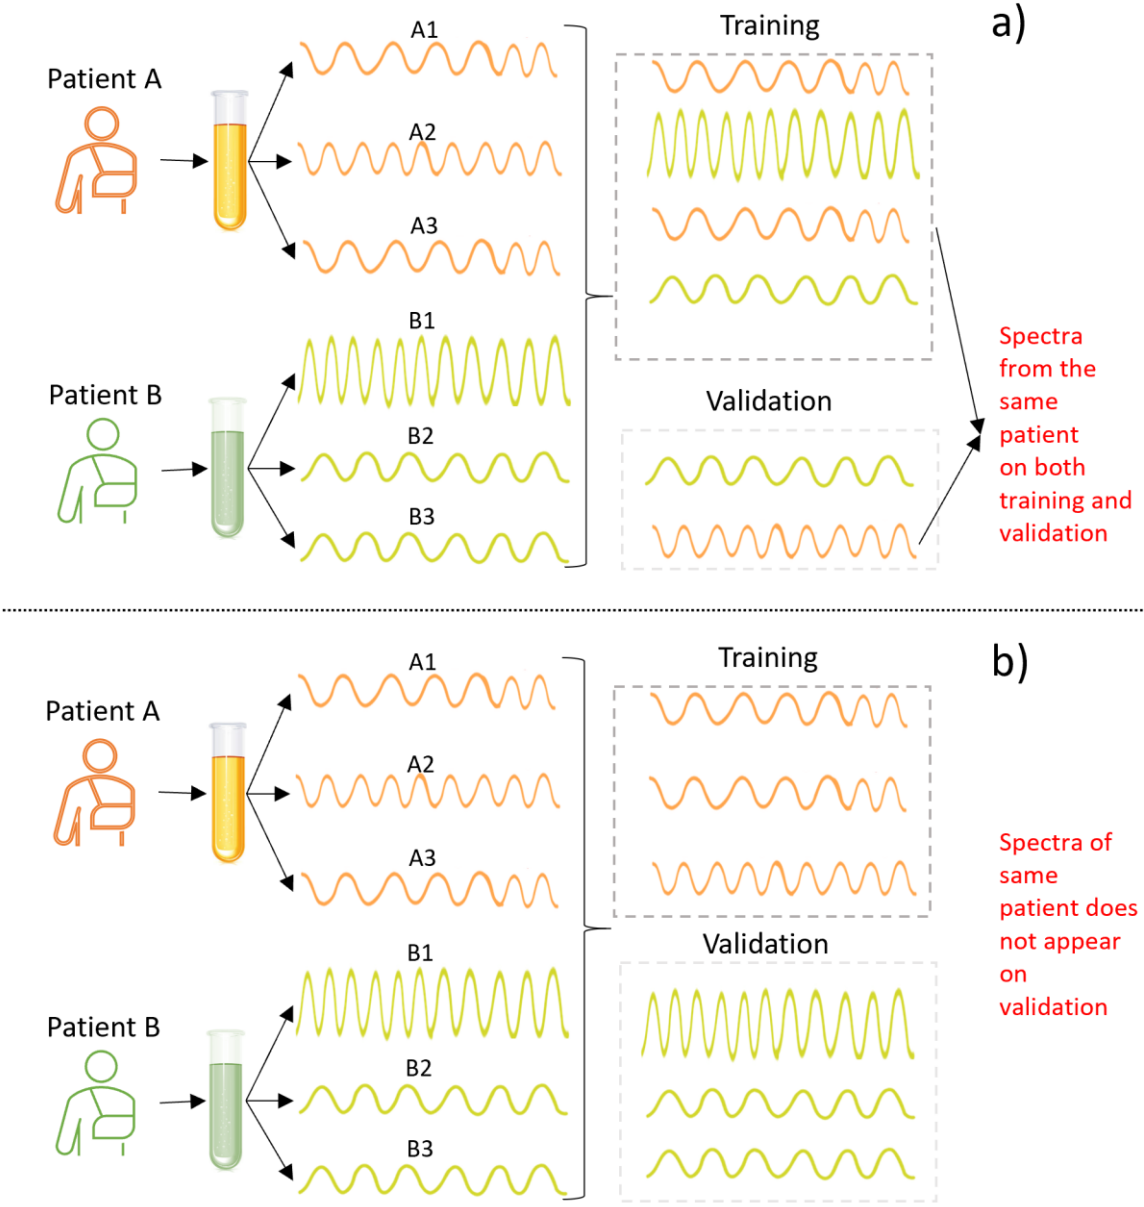 a)
Training
A1
Patient A
A2
A3
B1
Patient B
B2
B3
Validation
Spectra
from the
same
patient
on both
training and
validation
b)
Training
A1
Patient A
A2
A3
Validation
B1
Patient B
B2
B3
Spectra of
same
patient does
not appear
on
validation